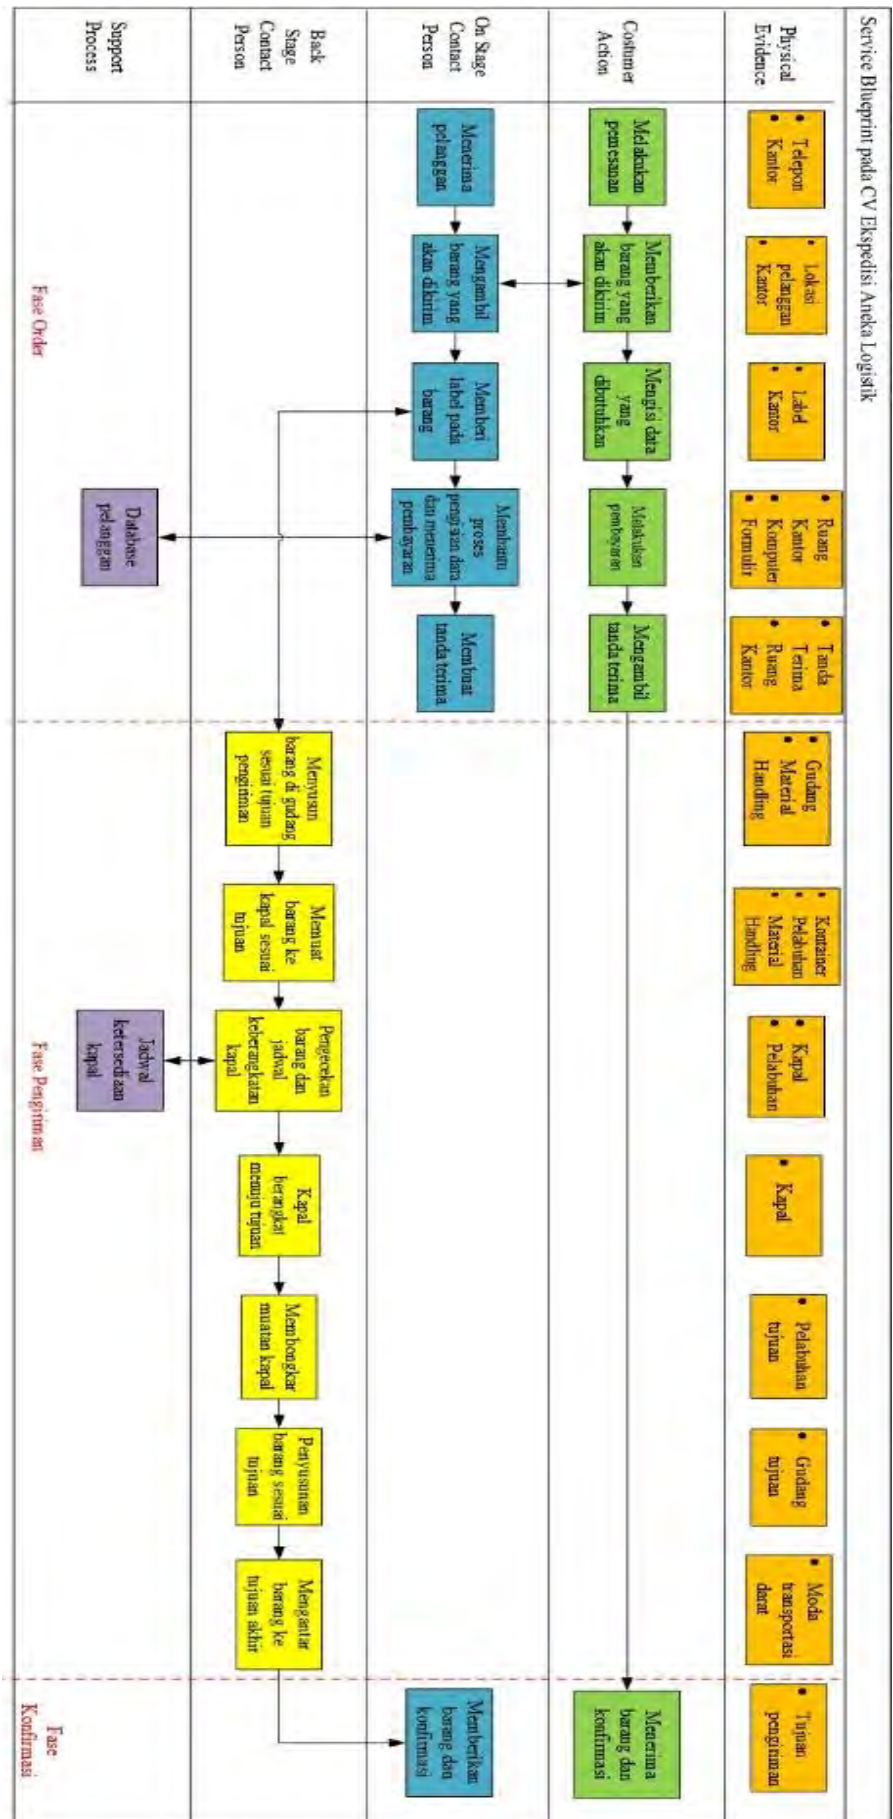 Service Blueprint pada CV Ekspedisi Aneka Logistik
Physical
Evidence
• Telepon
• Kantor
• Lokasi
pelanggan
• Kantor
• Label
• Kantor
• Ruang
Kantor
• Komputer
• Formulir
• Tanda
Terima
• Ruang
Kantor
• Gudang
• Material
Handling
• Kontainer
• Pelabuhan
• Material
Handling
• Kapal
• Pelabuhan
• Kapal
• Pelabuhan
tujuan
• Gudang
tujuan
• Moda
transportasi
darat
• Tujuan
pengiriman
Costumer
Action
Melakukan
pemesanan
Memberikan
barang yang
akan dikirim
Mengisi data
yang
dibutuhkan
Melakukan
pembayaran
Mengambil
tanda terima
Menerima
barang dan
konfirmasi
On Stage
Contact
Person
Menerima
pelanggan
Mengambil
barang yang
akan dikirim
Memberi
label pada
barang
Membantu
proses
pengisian data
dan menerima
pembayaran
Membuat
tanda terima
Memberikan
barang dan
konfirmasi
Back
Stage
Contact
Person
Menyusun
barang di gudang
sesuai tujuan
pengiriman
Memuat
barang ke
kapal sesuai
tujuan
Pengecekan
barang dan
jadwal
keberangkatan
kapal
Kapal
berangkat
menuju tujuan
Membongkar
muatan kapal
Penyusunan
barang sesuai
tujuan
Mengantar
barang ke
tujuan akhir
Support
Process
Database
pelanggan
Jadwal
ketersediaan
kapal
Fase Order
Fase Pengiriman
Fase
Konfirmasi